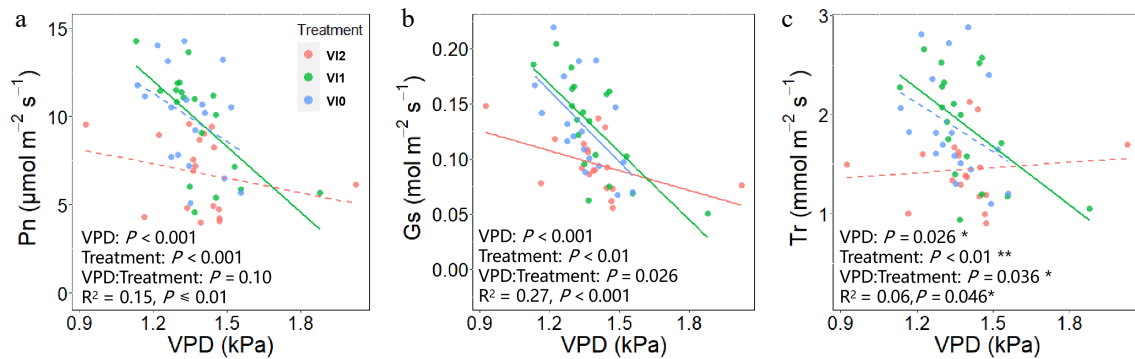 a
Treatment
VI2
VI1
VI0
15
10
5
0
Pn (μmol m⁻² s⁻¹)
VPD: P < 0.001
Treatment: P < 0.001
VPD:Treatment: P = 0.10
R² = 0.15, P ≤ 0.01
0.9 1.2 1.5 1.8
VPD (kPa)
b
0.20
0.15
0.10
0.05
0.00
Gs (mol m⁻² s⁻¹)
VPD: P < 0.001
Treatment: P < 0.01
VPD:Treatment: P = 0.026
R² = 0.27, P < 0.001
0.9 1.2 1.5 1.8
VPD (kPa)
c
3
2
1
Tr (mmol m⁻² s⁻¹)
VPD: P = 0.026 *
Treatment: P < 0.01 **
VPD:Treatment: P = 0.036 *
R² = 0.06, P = 0.046*
0.9 1.2 1.5 1.8
VPD (kPa)